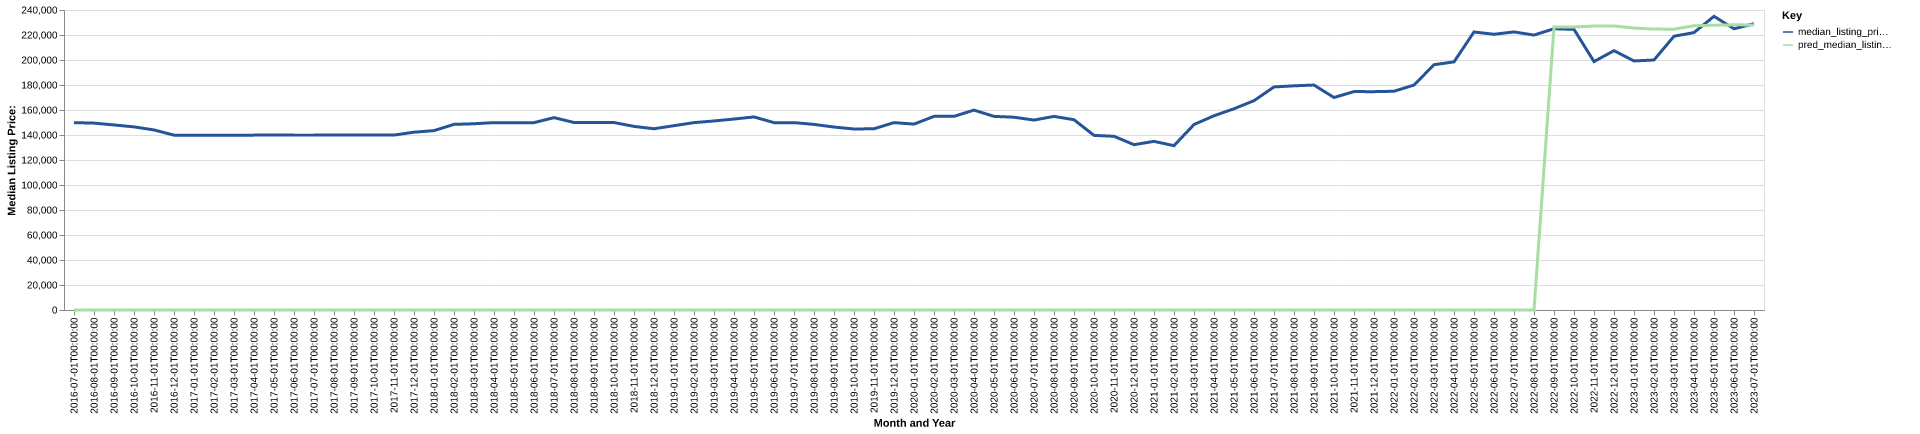 240,000
220,000
200,000
180,000
160,000
140,000
120,000
100,000
80,000
60,000
40,000
20,000
0
Median Listing Price:
2016-07-01T00:00:00
2016-08-01T00:00:00
2016-09-01T00:00:00
2016-10-01T00:00:00
2016-11-01T00:00:00
2016-12-01T00:00:00
2017-01-01T00:00:00
2017-02-01T00:00:00
2017-03-01T00:00:00
2017-04-01T00:00:00
2017-05-01T00:00:00
2017-06-01T00:00:00
2017-07-01T00:00:00
2017-08-01T00:00:00
2017-09-01T00:00:00
2017-10-01T00:00:00
2017-11-01T00:00:00
2017-12-01T00:00:00
2018-01-01T00:00:00
2018-02-01T00:00:00
2018-03-01T00:00:00
2018-04-01T00:00:00
2018-05-01T00:00:00
2018-06-01T00:00:00
2018-07-01T00:00:00
2018-08-01T00:00:00
2018-09-01T00:00:00
2018-10-01T00:00:00
2018-11-01T00:00:00
2018-12-01T00:00:00
2019-01-01T00:00:00
2019-02-01T00:00:00
2019-03-01T00:00:00
2019-04-01T00:00:00
2019-05-01T00:00:00
2019-06-01T00:00:00
2019-07-01T00:00:00
2019-08-01T00:00:00
2019-09-01T00:00:00
2019-10-01T00:00:00
2019-11-01T00:00:00
2019-12-01T00:00:00
2020-01-01T00:00:00
2020-02-01T00:00:00
2020-03-01T00:00:00
2020-04-01T00:00:00
2020-05-01T00:00:00
2020-06-01T00:00:00
2020-07-01T00:00:00
2020-08-01T00:00:00
2020-09-01T00:00:00
2020-10-01T00:00:00
2020-11-01T00:00:00
2020-12-01T00:00:00
2021-01-01T00:00:00
2021-02-01T00:00:00
2021-03-01T00:00:00
2021-04-01T00:00:00
2021-05-01T00:00:00
2021-06-01T00:00:00
2021-07-01T00:00:00
2021-08-01T00:00:00
2021-09-01T00:00:00
2021-10-01T00:00:00
2021-11-01T00:00:00
2021-12-01T00:00:00
2022-01-01T00:00:00
2022-02-01T00:00:00
2022-03-01T00:00:00
2022-04-01T00:00:00
2022-05-01T00:00:00
2022-06-01T00:00:00
2022-07-01T00:00:00
2022-08-01T00:00:00
2022-09-01T00:00:00
2022-10-01T00:00:00
2022-11-01T00:00:00
2022-12-01T00:00:00
2023-01-01T00:00:00
2023-02-01T00:00:00
2023-03-01T00:00:00
2023-04-01T00:00:00
2023-05-01T00:00:00
2023-06-01T00:00:00
2023-07-01T00:00:00
Month and Year
Key
median_listing_pri…
pred_median_listin…